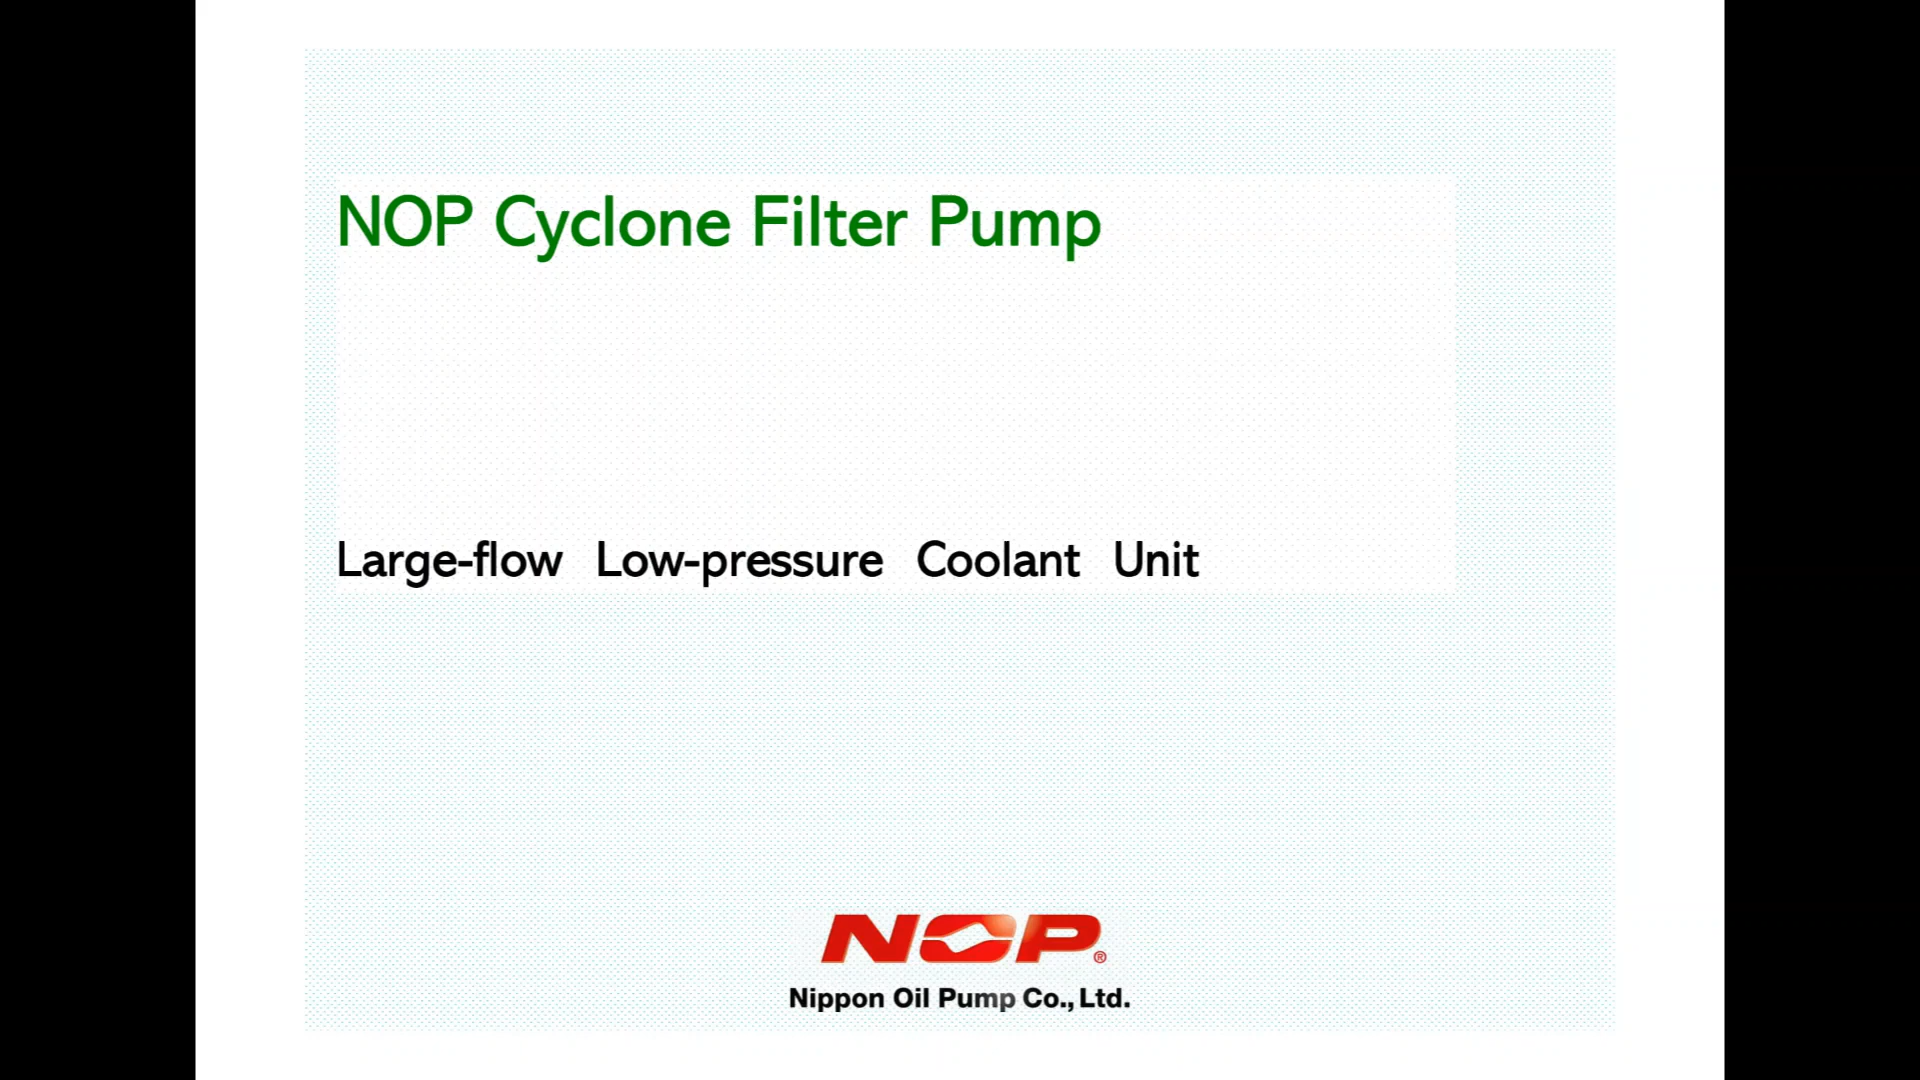 NOP Cyclone Filter Pump
Large-flow Low-pressure Coolant Unit
NOP®
Nippon Oil Pump Co., Ltd.